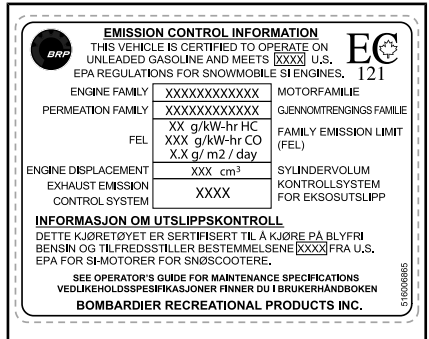 BRP
EMISSION CONTROL INFORMATION
THIS VEHICLE IS CERTIFIED TO OPERATE ON
UNLEADED GASOLINE AND MEETS XXXX U.S.
EPA REGULATIONS FOR SNOWMOBILE SI ENGINES.
EC
121
ENGINE FAMILY XXXXXXXXXXXX MOTORFAMILIE
PERMEATION FAMILY XXXXXXXXXXXX GJENNOMTRENGINGS FAMILIE
FEL
XX g/kW-hr HC
XXX g/kW-hr CO
X.X g/ m2 / day
FAMILY EMISSION LIMIT
(FEL)
ENGINE DISPLACEMENT XXX cm³ SYLINDERVOLUM
EXHAUST EMISSION
CONTROL SYSTEM
XXXX
KONTROLLSYSTEM
FOR EKSOSUTSLIPP
INFORMASJON OM UTSLIPPSKONTROLL
DETTE KJØRETØYET ER SERTIFISERT TIL Å KJØRE PÅ BLYFRI
BENSIN OG TILFREDSSTILLER BESTEMMELSENE XXXX FRA U.S.
EPA FOR SI-MOTORER FOR SNØSCOOTERE.
SEE OPERATOR'S GUIDE FOR MAINTENANCE SPECIFICATIONS
VEDLIKEHOLDSSPESIFIKASJONER FINNER DU I BRUKERHÅNDBOKEN
BOMBARDIER RECREATIONAL PRODUCTS INC.
516006865